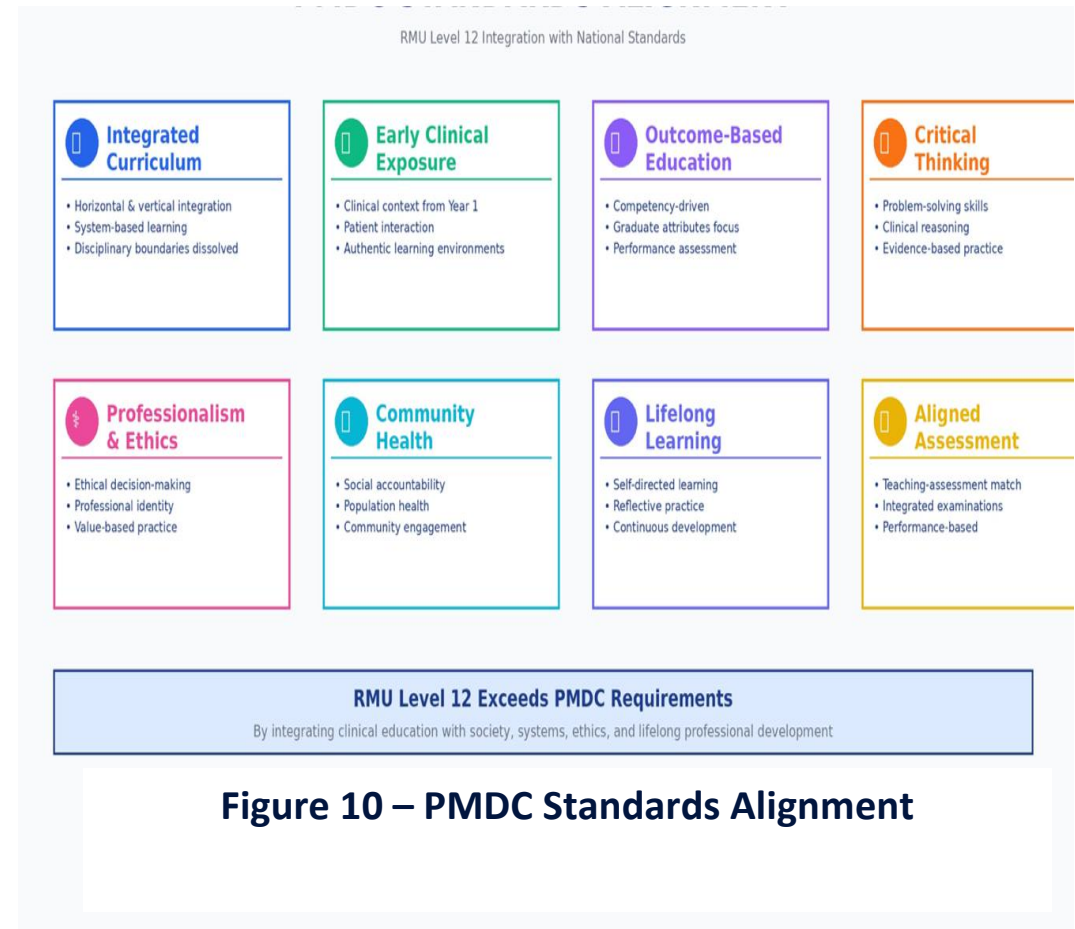 RMU Level 12 Integration with National Standards
Integrated
Curriculum
• Horizontal & vertical integration
• System-based learning
• Disciplinary boundaries dissolved
Early Clinical
Exposure
• Clinical context from Year 1
• Patient interaction
• Authentic learning environments
Outcome-Based
Education
• Competency-driven
• Graduate attributes focus
• Performance assessment
Critical
Thinking
• Problem-solving skills
• Clinical reasoning
• Evidence-based practice
Professionalism
& Ethics
• Ethical decision-making
• Professional identity
• Value-based practice
Community
Health
• Social accountability
• Population health
• Community engagement
Lifelong
Learning
• Self-directed learning
• Reflective practice
• Continuous development
Aligned
Assessment
• Teaching-assessment match
• Integrated examinations
• Performance-based
RMU Level 12 Exceeds PMDC Requirements
By integrating clinical education with society, systems, ethics, and lifelong professional development
Figure 10 – PMDC Standards Alignment